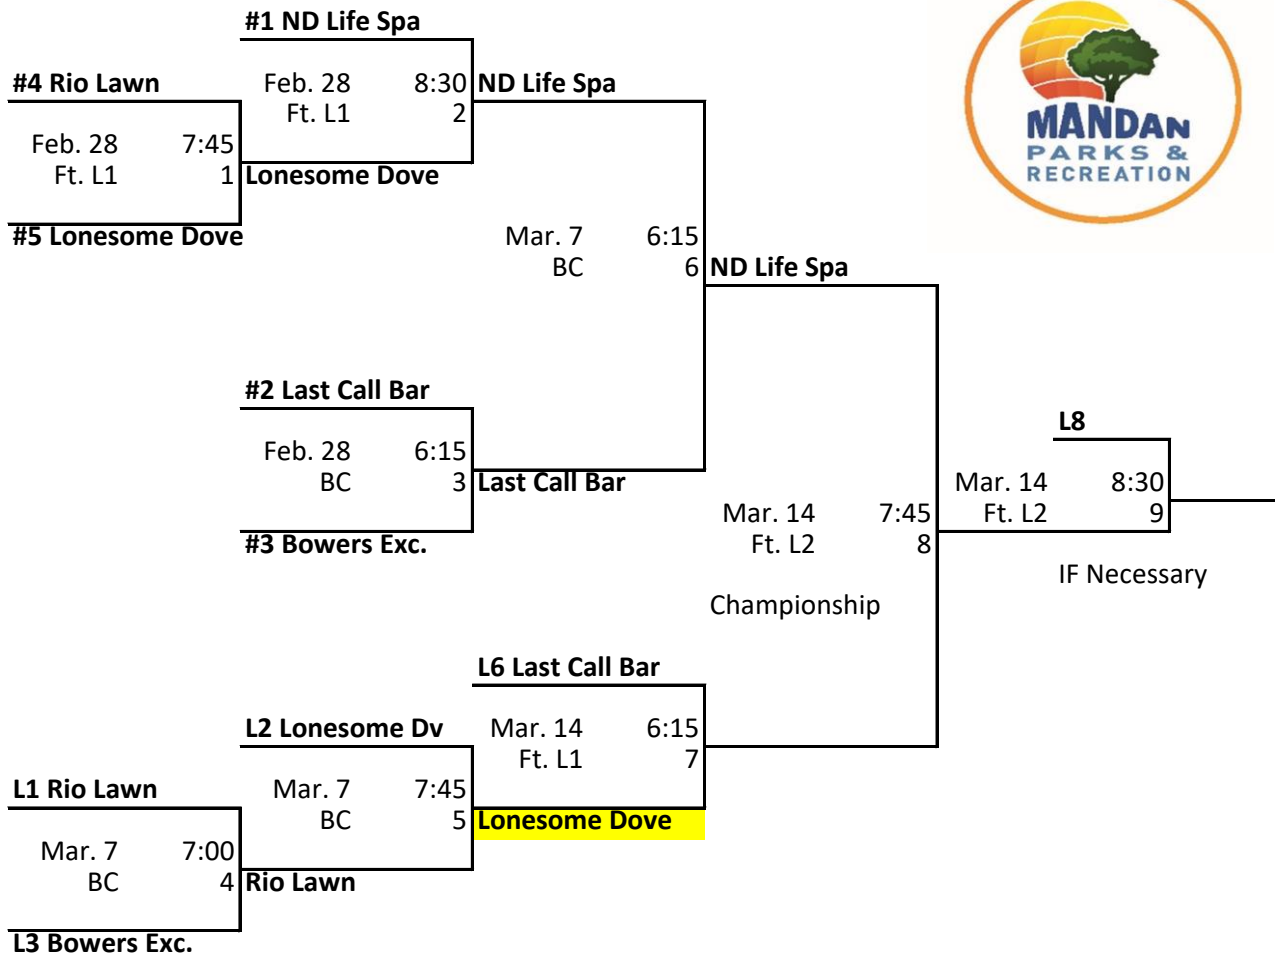 #1 ND Life Spa
#4 Rio Lawn
Feb. 28 8:30
Ft. L1 2
ND Life Spa
Feb. 28 7:45
Ft. L1 1
Lonesome Dove
#5 Lonesome Dove
MANDAN
PARKS &
RECREATION
Mar. 7 6:15
BC 6
ND Life Spa
#2 Last Call Bar
Feb. 28 6:15
BC 3
Last Call Bar
#3 Bowers Exc.
L8
Mar. 14 8:30
Ft. L2 9
IF Necessary
Mar. 14 7:45
Ft. L2 8
Championship
L6 Last Call Bar
L2 Lonesome Dv
Mar. 14 6:15
Ft. L1 7
L1 Rio Lawn
Mar. 7 7:45
BC 5
Lonesome Dove
Mar. 7 7:00
BC 4
Rio Lawn
L3 Bowers Exc.